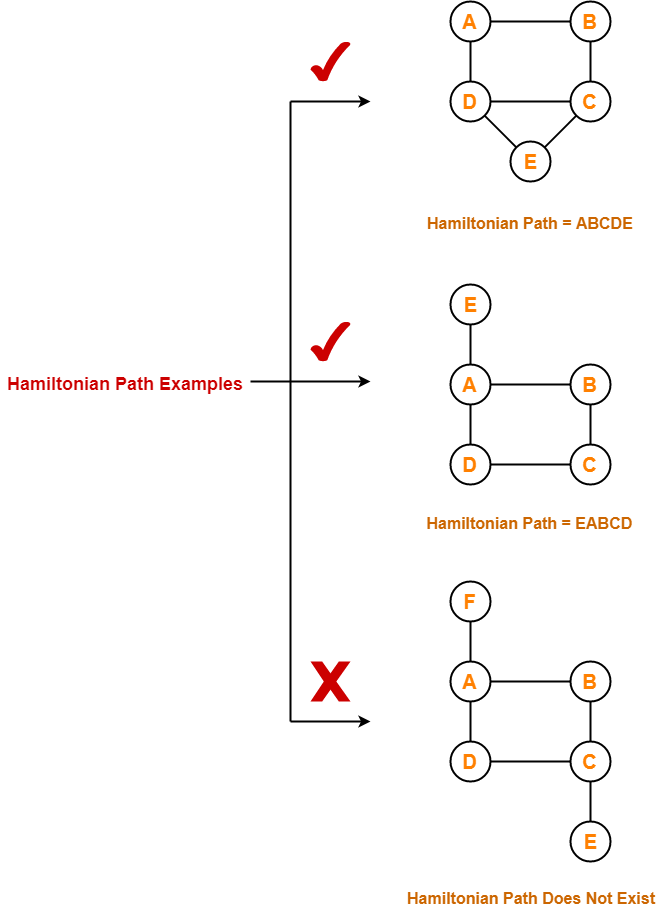 A B
D C
E
Hamiltonian Path = ABCDE
E
Hamiltonian Path Examples
A B
D C
Hamiltonian Path = EABCD
F
X
A B
D C
E
Hamiltonian Path Does Not Exist